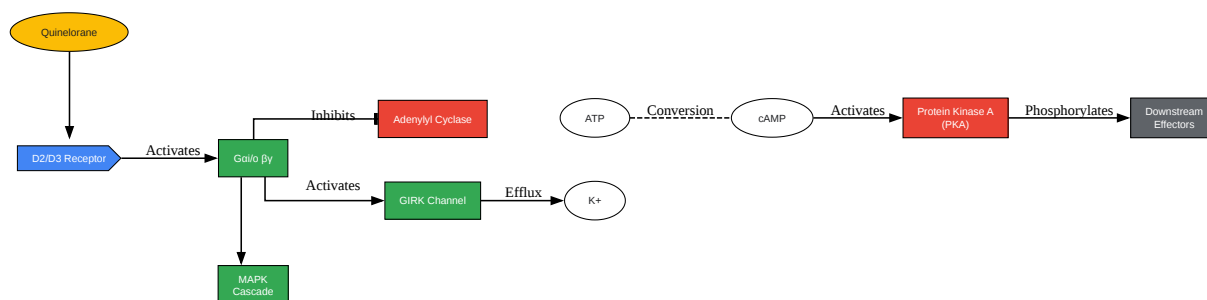 Quinelorane
Inhibits
Adenylyl Cyclase
ATP
Conversion
cAMP
Activates
Protein Kinase A
(PKA)
Phosphorylates
Downstream
Effectors
D2/D3 Receptor
Activates
Gαi/o βγ
Activates
GIRK Channel
Efflux
K+
MAPK
Cascade